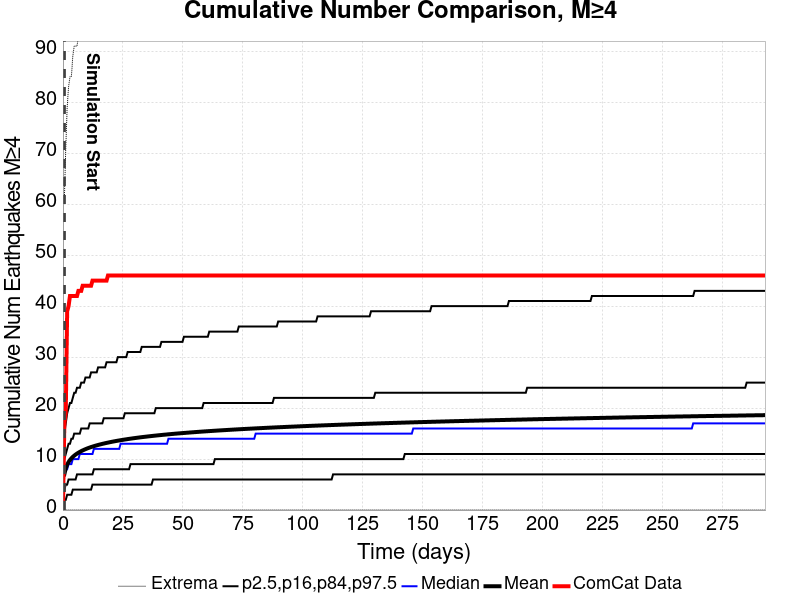 Cumulative Number Comparison, M≥4
Cumulative Num Earthquakes M≥4
90
80
70
60
50
40
30
20
10
0
Simulation Start
0 25 50 75 100 125 150 175 200 225 250 275
Time (days)
Extrema p2.5,p16,p84,p97.5 Median Mean ComCat Data